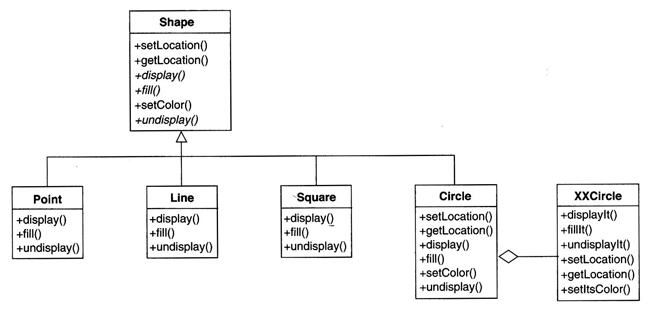 Shape
+setLocation()
+getLocation()
+display()
+fill()
+setColor()
+undisplay()
Point
+display()
+fill()
+undisplay()
Line
+display()
+fill()
+undisplay()
Square
+display()
+fill()
+undisplay()
Circle
+setLocation()
+getLocation()
+display()
+fill()
+setColor()
+undisplay()
XXCircle
+displayIt()
+fillIt()
+undisplayIt()
+setLocation()
+getLocation()
+setItsColor()